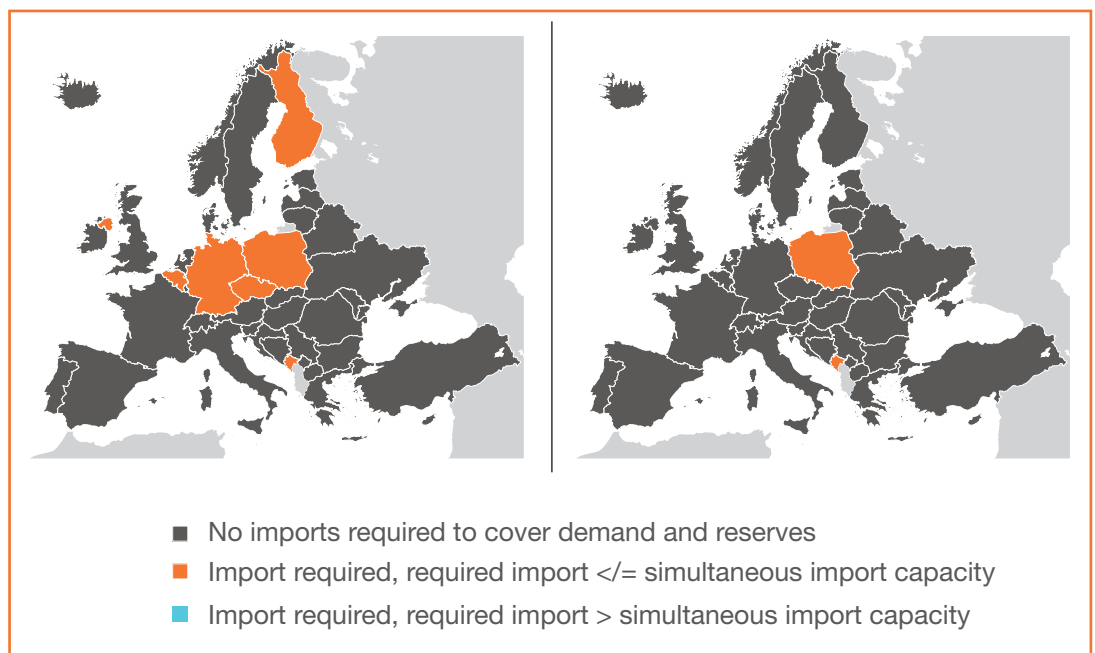 No imports required to cover demand and reserves
Import required, required import </= simultaneous import capacity
Import required, required import > simultaneous import capacity